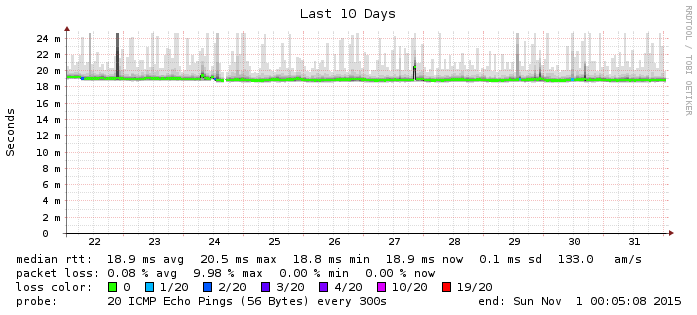 Last 10 Days
RRDTOOL / TOBI OETIKER
Seconds
24 m
22 m
20 m
18 m
16 m
14 m
12 m
10 m
8 m
6 m
4 m
2 m
0
22 23 24 25 26 27 28 29 30 31
median rtt: 18.9 ms avg 20.5 ms max 18.8 ms min 18.9 ms now 0.1 ms sd 133.0 am/s
packet loss: 0.08 % avg 9.98 % max 0.00 % min 0.00 % now
loss color: 0 1/20 2/20 3/20 4/20 10/20 19/20
probe: 20 ICMP Echo Pings (56 Bytes) every 300s end: Sun Nov 1 00:05:08 2015